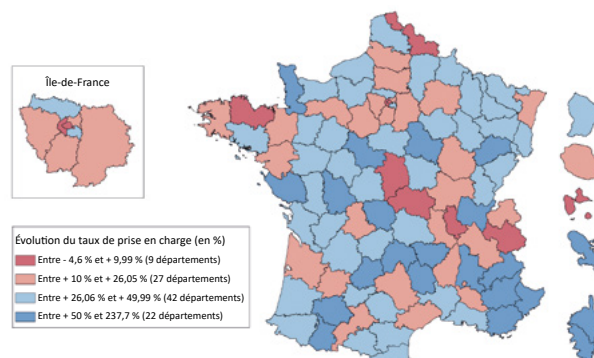 Île-de-France
Évolution du taux de prise en charge (en %)
Entre - 4,6 % et + 9,99 % (9 départements)
Entre + 10 % et + 26,05 % (27 départements)
Entre + 26,06 % et + 49,99 % (42 départements)
Entre + 50 % et 237,7 % (22 départements)